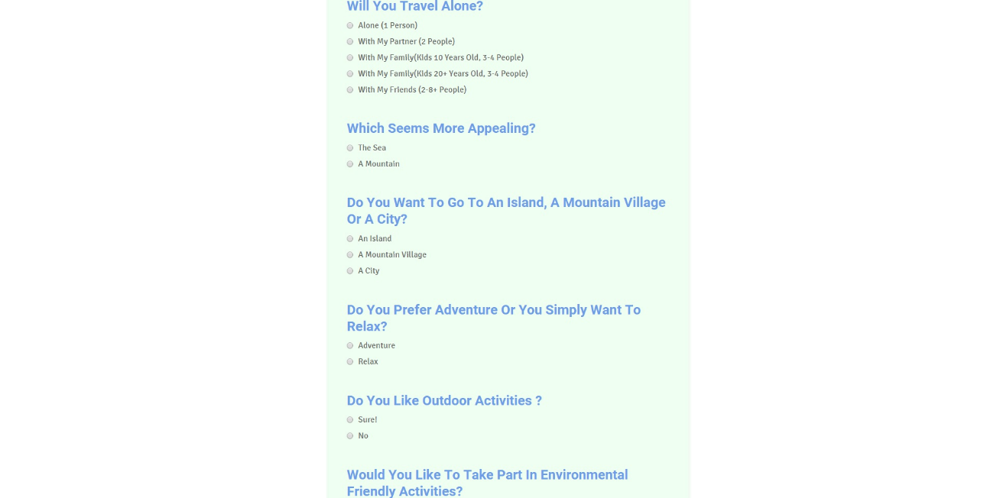 Will You Travel Alone?
Alone (1 Person)
With My Partner (2 People)
With My Family(Kids 10 Years Old, 3-4 People)
With My Family(Kids 20+ Years Old, 3-4 People)
With My Friends (2-8+ People)
Which Seems More Appealing?
The Sea
A Mountain
Do You Want To Go To An Island, A Mountain Village
Or A City?
An Island
A Mountain Village
A City
Do You Prefer Adventure Or You Simply Want To
Relax?
Adventure
Relax
Do You Like Outdoor Activities ?
Sure!
No
Would You Like To Take Part In Environmental
Friendly Activities?